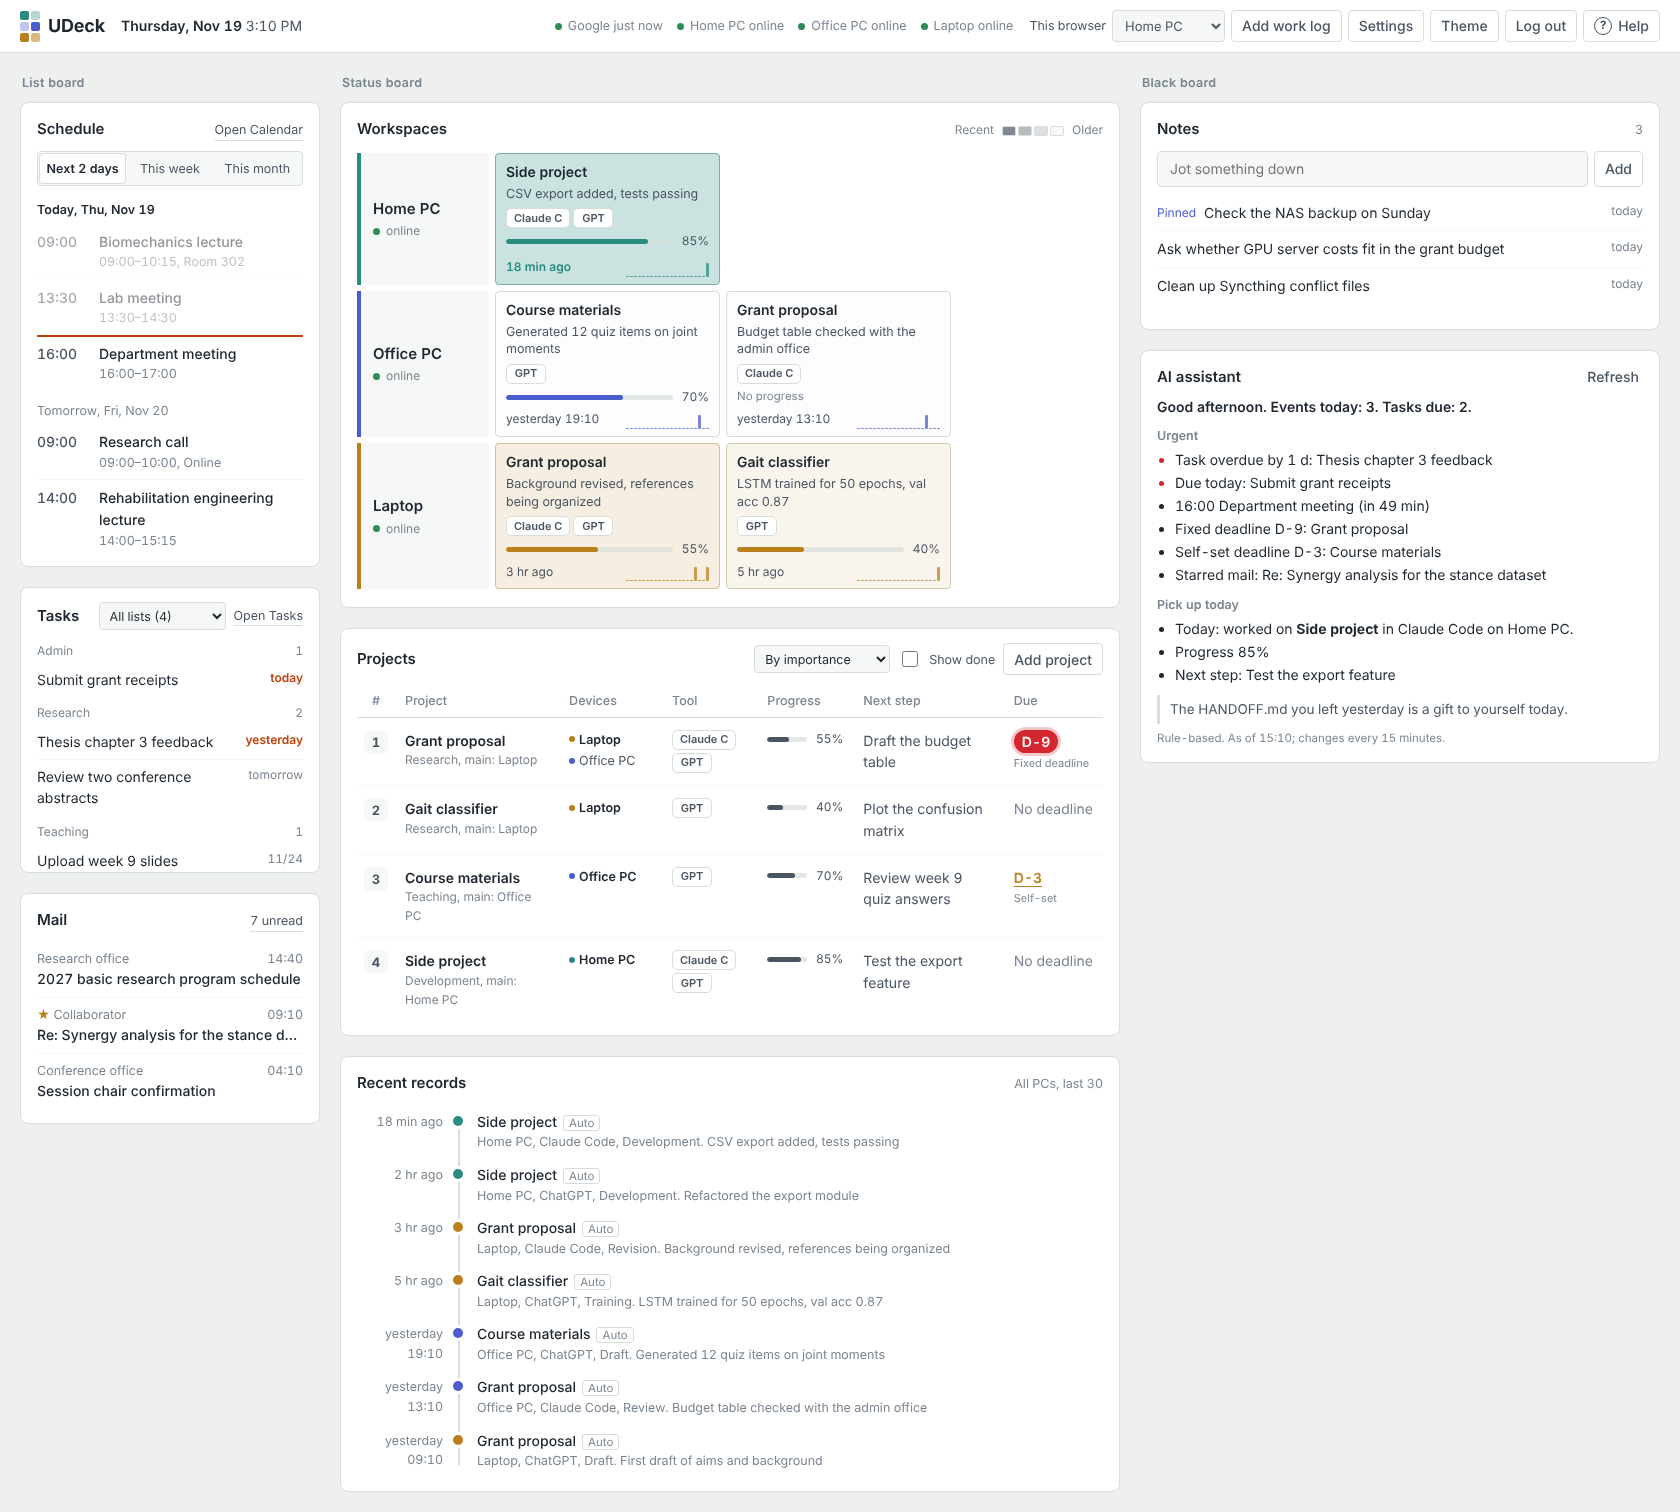 UDeck Thursday, Nov 19 3:10 PM
Google just now Home PC online Office PC online Laptop online This browser Home PC Add work log Settings Theme Log out ? Help
List board
Schedule Open Calendar
Next 2 days This week This month
Today, Thu, Nov 19
09:00 Biomechanics lecture
09:00–10:15, Room 302
13:30 Lab meeting
13:30–14:30
16:00 Department meeting
16:00–17:00
Tomorrow, Fri, Nov 20
09:00 Research call
09:00–10:00, Online
14:00 Rehabilitation engineering
lecture
14:00–15:15
Tasks All lists (4) Open Tasks
Admin 1
Submit grant receipts today
Research 2
Thesis chapter 3 feedback yesterday
Review two conference tomorrow
abstracts
Teaching 1
Upload week 9 slides 11/24
Mail 7 unread
Research office 14:40
2027 basic research program schedule
★ Collaborator 09:10
Re: Synergy analysis for the stance d...
Conference office 04:10
Session chair confirmation
Status board
Workspaces Recent Older
Home PC
online
Side project
CSV export added, tests passing
Claude C GPT
85%
18 min ago
Office PC
online
Course materials
Generated 12 quiz items on joint
moments
GPT
70%
yesterday 19:10
Grant proposal
Budget table checked with the
admin office
Claude C
No progress
yesterday 13:10
Laptop
online
Grant proposal
Background revised, references
being organized
Claude C GPT
55%
3 hr ago
Gait classifier
LSTM trained for 50 epochs, val
acc 0.87
GPT
40%
5 hr ago
Projects By importance Show done Add project
# Project Devices Tool Progress Next step Due
1 Grant proposal Laptop Claude C 55% Draft the budget D-9
Research, main: Laptop Office PC GPT table Fixed deadline
2 Gait classifier Laptop GPT 40% Plot the confusion No deadline
Research, main: Laptop matrix
3 Course materials Office PC GPT 70% Review week 9 D-3
Teaching, main: Office quiz answers Self-set
PC
4 Side project Home PC Claude C 85% Test the export No deadline
Development, main: GPT feature
Home PC
Recent records All PCs, last 30
18 min ago Side project Auto
Home PC, Claude Code, Development. CSV export added, tests passing
2 hr ago Side project Auto
Home PC, ChatGPT, Development. Refactored the export module
3 hr ago Grant proposal Auto
Laptop, Claude Code, Revision. Background revised, references being organized
5 hr ago Gait classifier Auto
Laptop, ChatGPT, Training. LSTM trained for 50 epochs, val acc 0.87
yesterday Course materials Auto
19:10 Office PC, ChatGPT, Draft. Generated 12 quiz items on joint moments
yesterday Grant proposal Auto
13:10 Office PC, Claude Code, Review. Budget table checked with the admin office
yesterday Grant proposal Auto
09:10 Laptop, ChatGPT, Draft. First draft of aims and background
Black board
Notes 3
Jot something down Add
Pinned Check the NAS backup on Sunday today
Ask whether GPU server costs fit in the grant budget today
Clean up Syncthing conflict files today
AI assistant Refresh
Good afternoon. Events today: 3. Tasks due: 2.
Urgent
Task overdue by 1 d: Thesis chapter 3 feedback
Due today: Submit grant receipts
16:00 Department meeting (in 49 min)
Fixed deadline D-9: Grant proposal
Self-set deadline D-3: Course materials
Starred mail: Re: Synergy analysis for the stance dataset
Pick up today
Today: worked on Side project in Claude Code on Home PC.
Progress 85%
Next step: Test the export feature
The HANDOFF.md you left yesterday is a gift to yourself today.
Rule-based. As of 15:10; changes every 15 minutes.